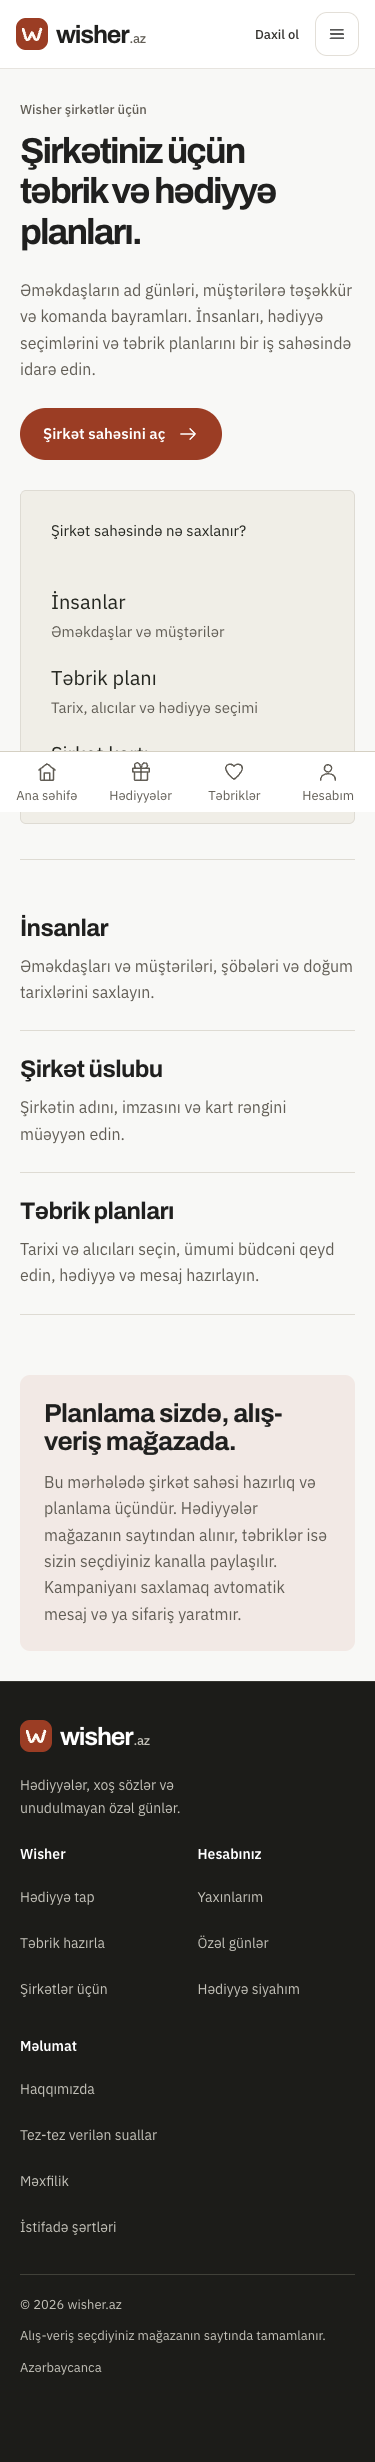 wisher.az
Daxil ol
Wisher şirkətlər üçün
Şirkətiniz üçün
təbrik və hədiyyə
planları.
Əməkdaşların ad günləri, müştərilərə təşəkkür
və komanda bayramları. İnsanları, hədiyyə
seçimlərini və təbrik planlarını bir iş sahəsində
idarə edin.
Şirkət sahəsini aç
Şirkət sahəsində nə saxlanır?
İnsanlar
Əməkdaşlar və müştərilər
Təbrik planı
Tarix, alıcılar və hədiyyə seçimi
Ana səhifə
Hədiyyələr
Təbriklər
Hesabım
İnsanlar
Əməkdaşları və müştəriləri, şöbələri və doğum
tarixlərini saxlayın.
Şirkət üslubu
Şirkətin adını, imzasını və kart rəngini
müəyyən edin.
Təbrik planları
Tarixi və alıcıları seçin, ümumi büdcəni qeyd
edin, hədiyyə və mesaj hazırlayın.
Planlama sizdə, alış-
veriş mağazada.
Bu mərhələdə şirkət sahəsi hazırlıq və
planlama üçündür. Hədiyyələr
mağazanın saytından alınır, təbriklər isə
sizin seçdiyiniz kanalla paylaşılır.
Kampaniyanı saxlamaq avtomatik
mesaj və ya sifariş yaratmır.
wisher.az
Hədiyyələr, xoş sözlər və
unudulmayan özəl günlər.
Wisher
Hədiyyə tap
Təbrik hazırla
Şirkətlər üçün
Hesabınız
Yaxınlarım
Özəl günlər
Hədiyyə siyahım
Məlumat
Haqqımızda
Tez-tez verilən suallar
Məxfilik
İstifadə şərtləri
© 2026 wisher.az
Alış-veriş seçdiyiniz mağazanın saytında tamamlanır.
Azərbaycanca